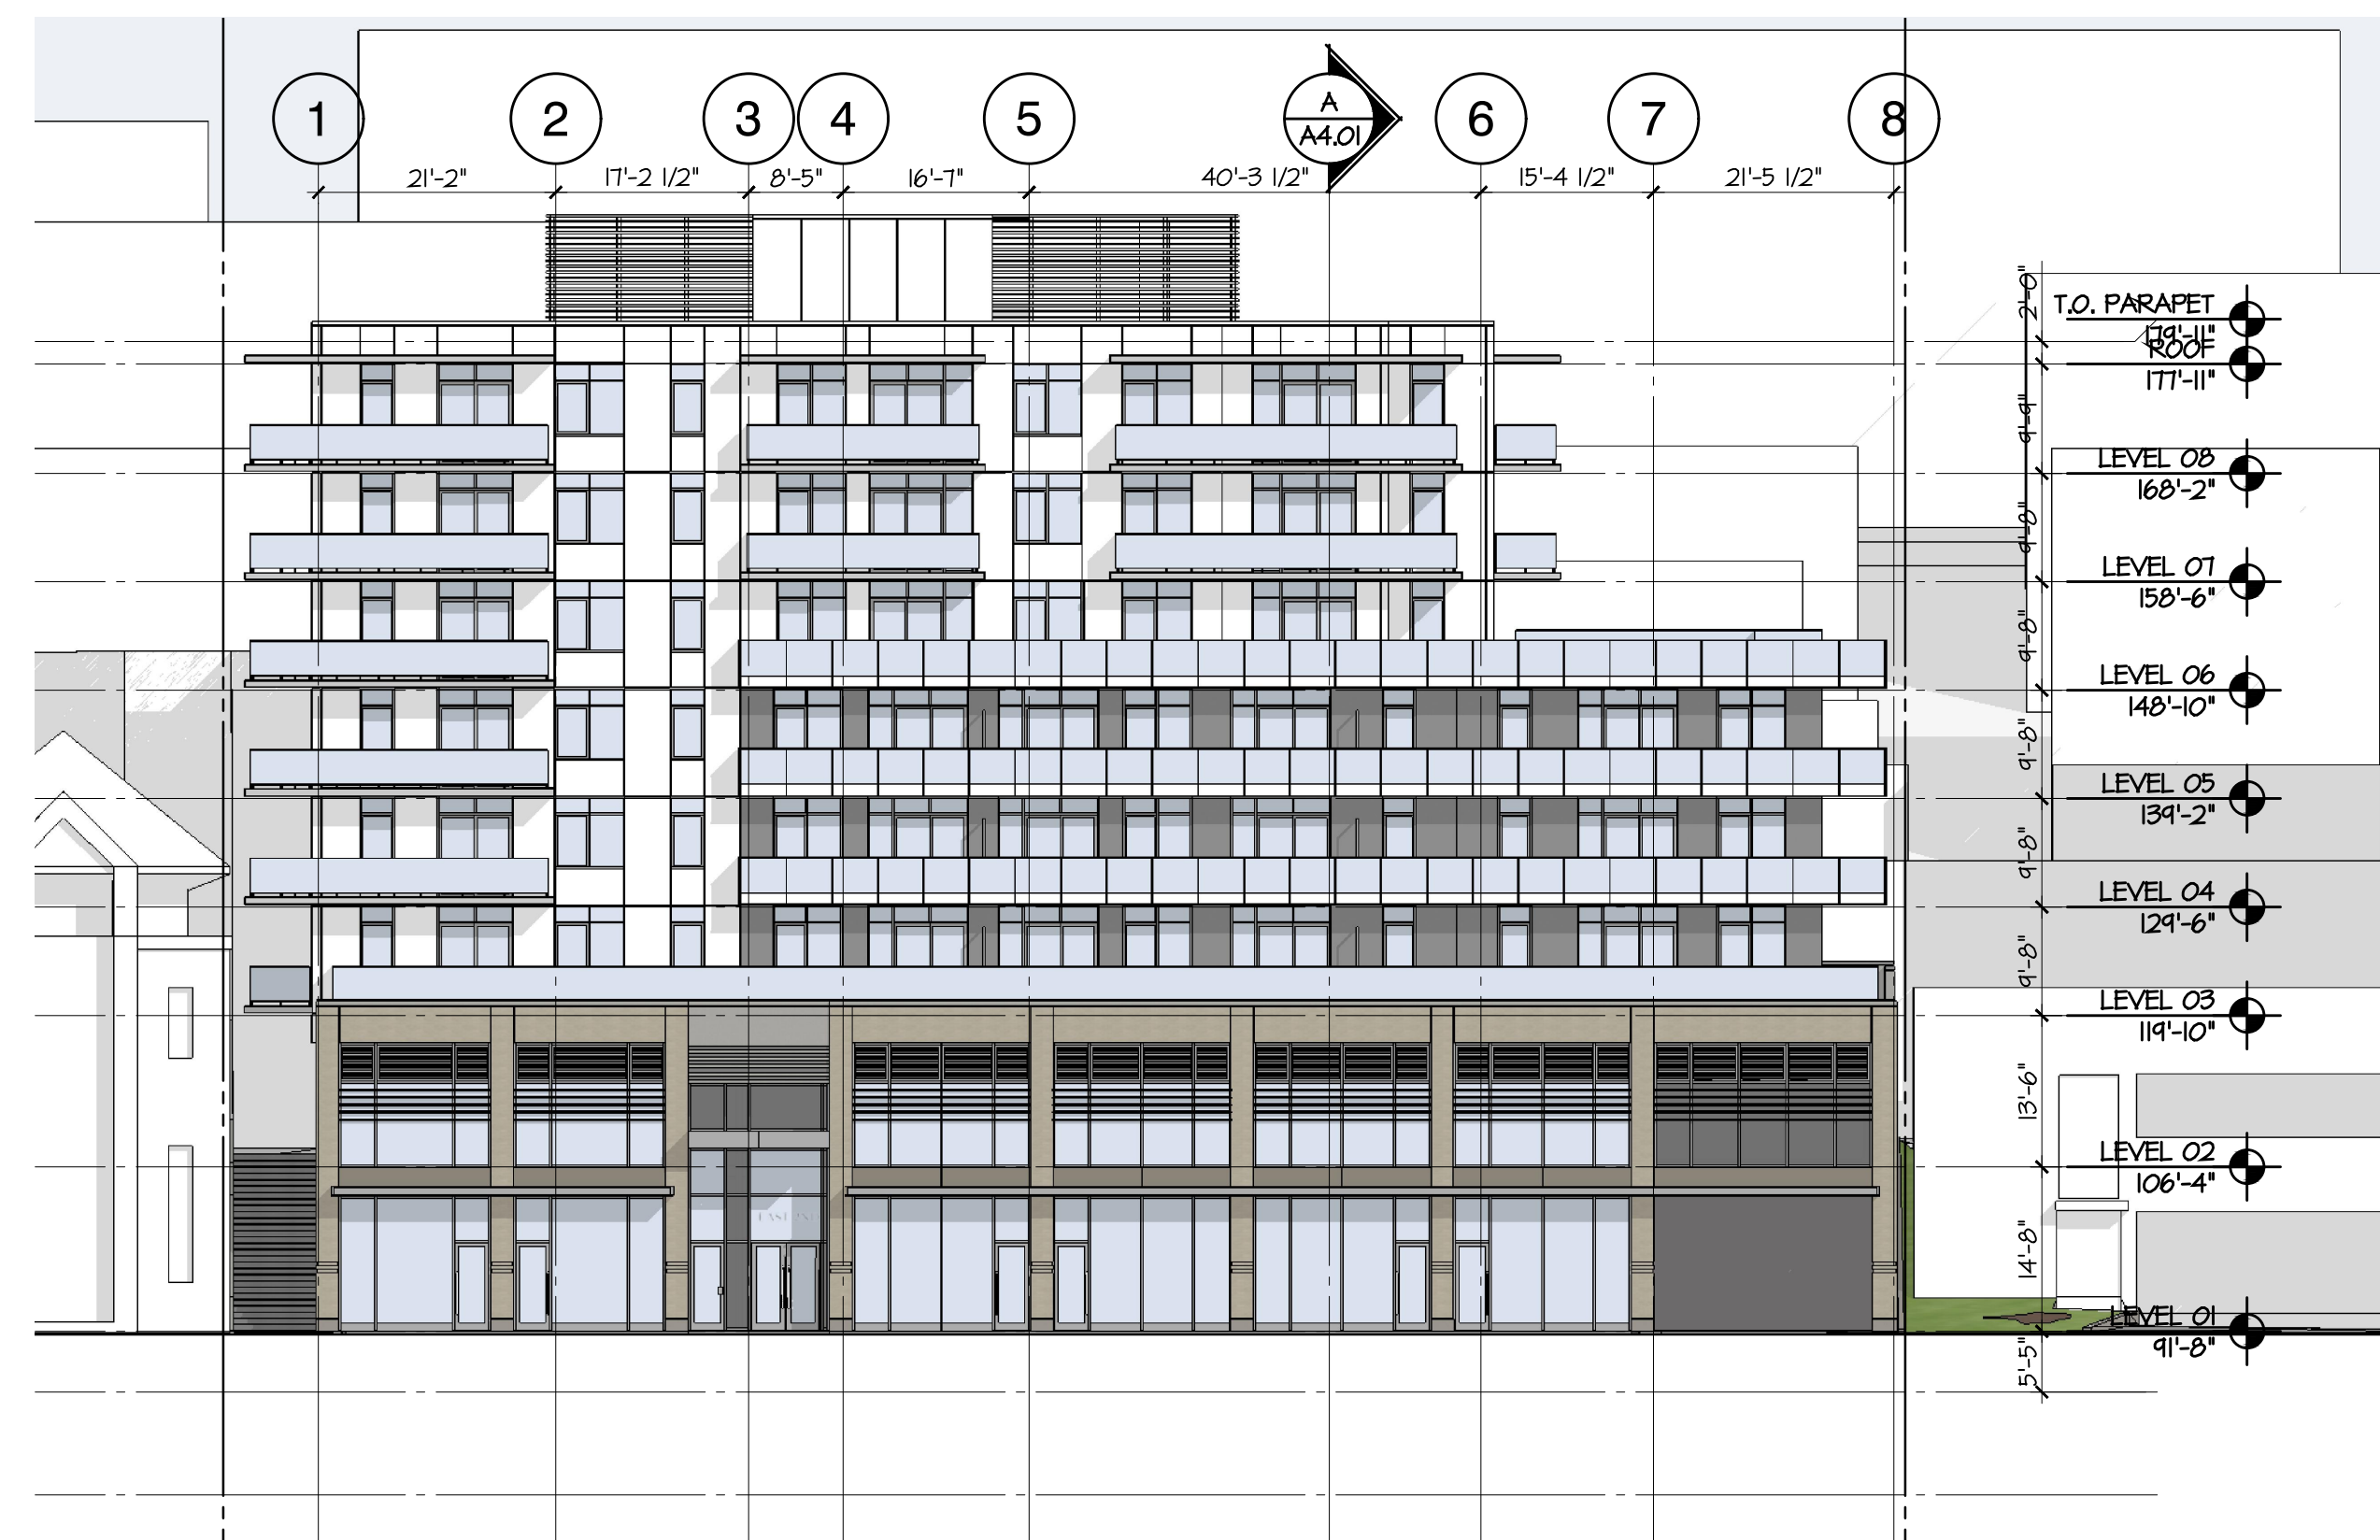 1 2 3 4 5 A A4.01 6 7 8
21'-2" 17'-2 1/2" 8'-5" 16'-7" 40'-3 1/2" 15'-4 1/2" 21'-5 1/2"
2'-0"
T.O. PARAPET
179'-11"
ROOF
177'-11"
9'-9"
LEVEL 08
168'-2"
9'-8"
LEVEL 07
158'-6"
9'-8"
LEVEL 06
148'-10"
9'-8"
LEVEL 05
139'-2"
9'-8"
LEVEL 04
129'-6"
9'-8"
LEVEL 03
119'-10"
13'-6"
LEVEL 02
106'-4"
14'-8"
LEVEL 01
91'-8"
5'-5"